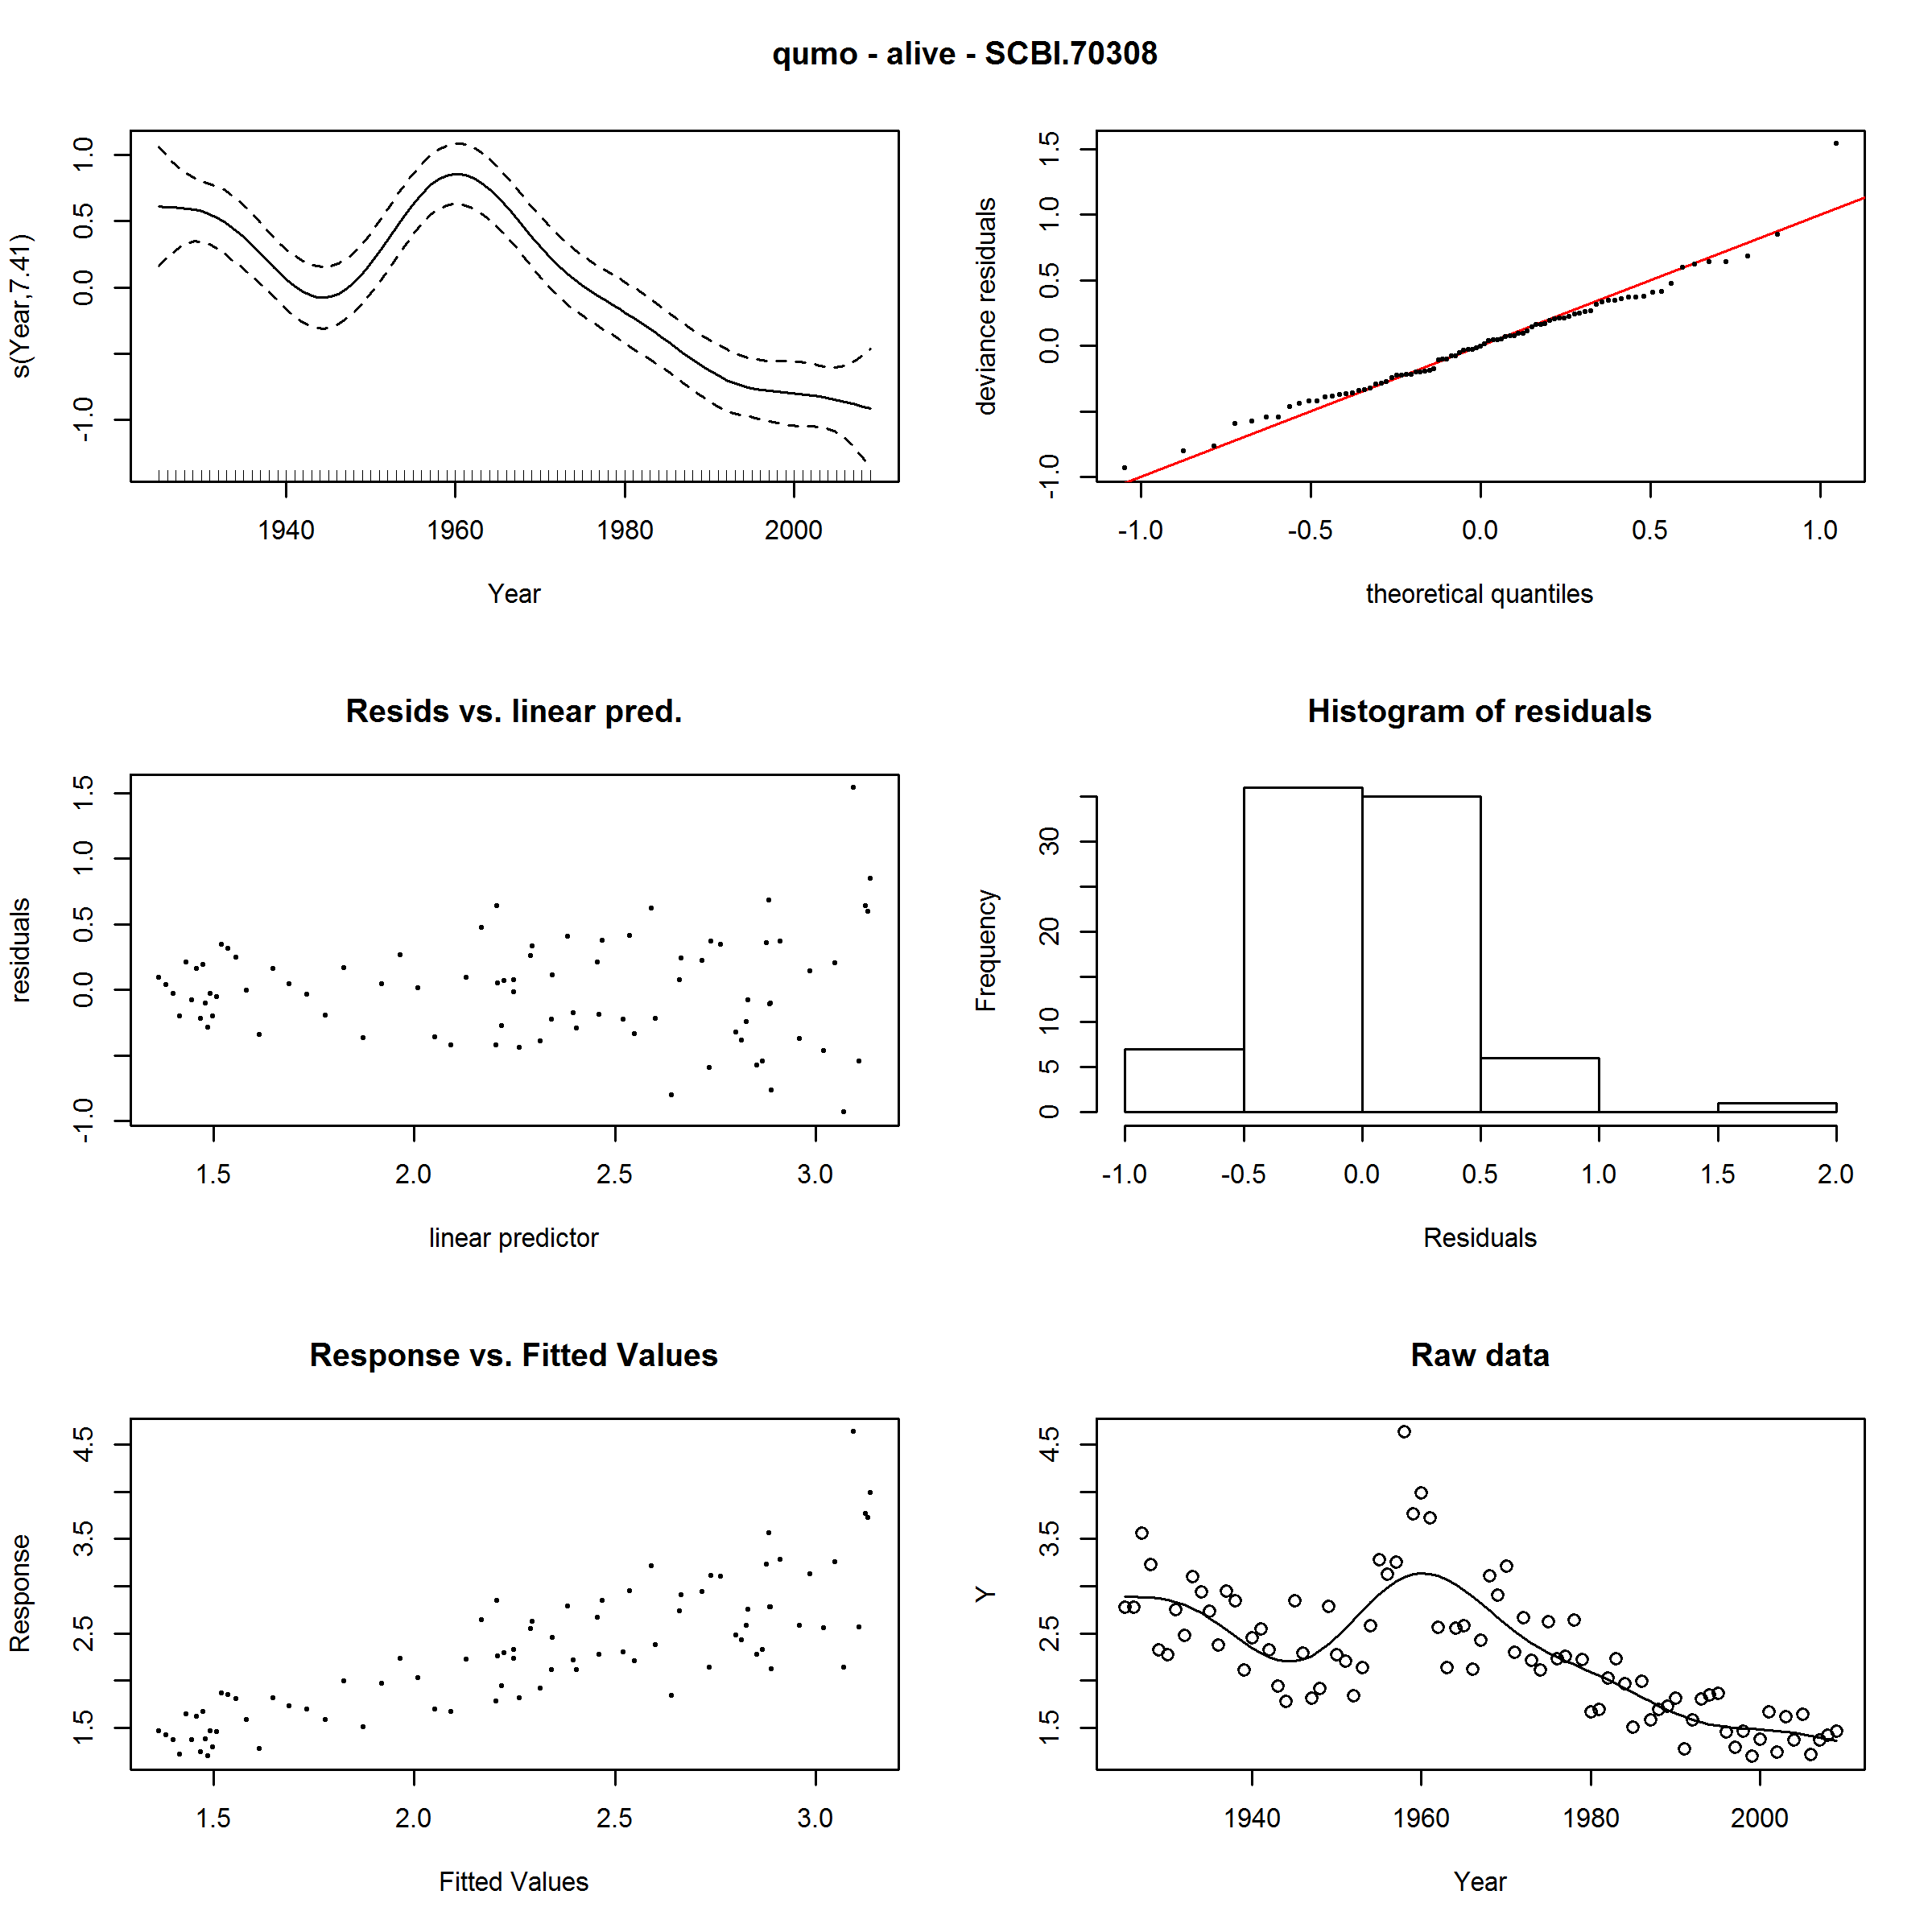 qumo - alive - SCBI.70308
s(Year,7.41)
-1.0 0.0 0.5 1.0
1940 1960 1980 2000
Year
deviance residuals
-1.0 0.0 0.5 1.0 1.5
-1.0 -0.5 0.0 0.5 1.0
theoretical quantiles
Resids vs. linear pred.
residuals
-1.0 0.0 0.5 1.0 1.5
1.5 2.0 2.5 3.0
linear predictor
Histogram of residuals
Frequency
0 5 10 20 30
-1.0 -0.5 0.0 0.5 1.0 1.5 2.0
Residuals
Response vs. Fitted Values
Response
1.5 2.5 3.5 4.5
1.5 2.0 2.5 3.0
Fitted Values
Raw data
Y
1.5 2.5 3.5 4.5
1940 1960 1980 2000
Year